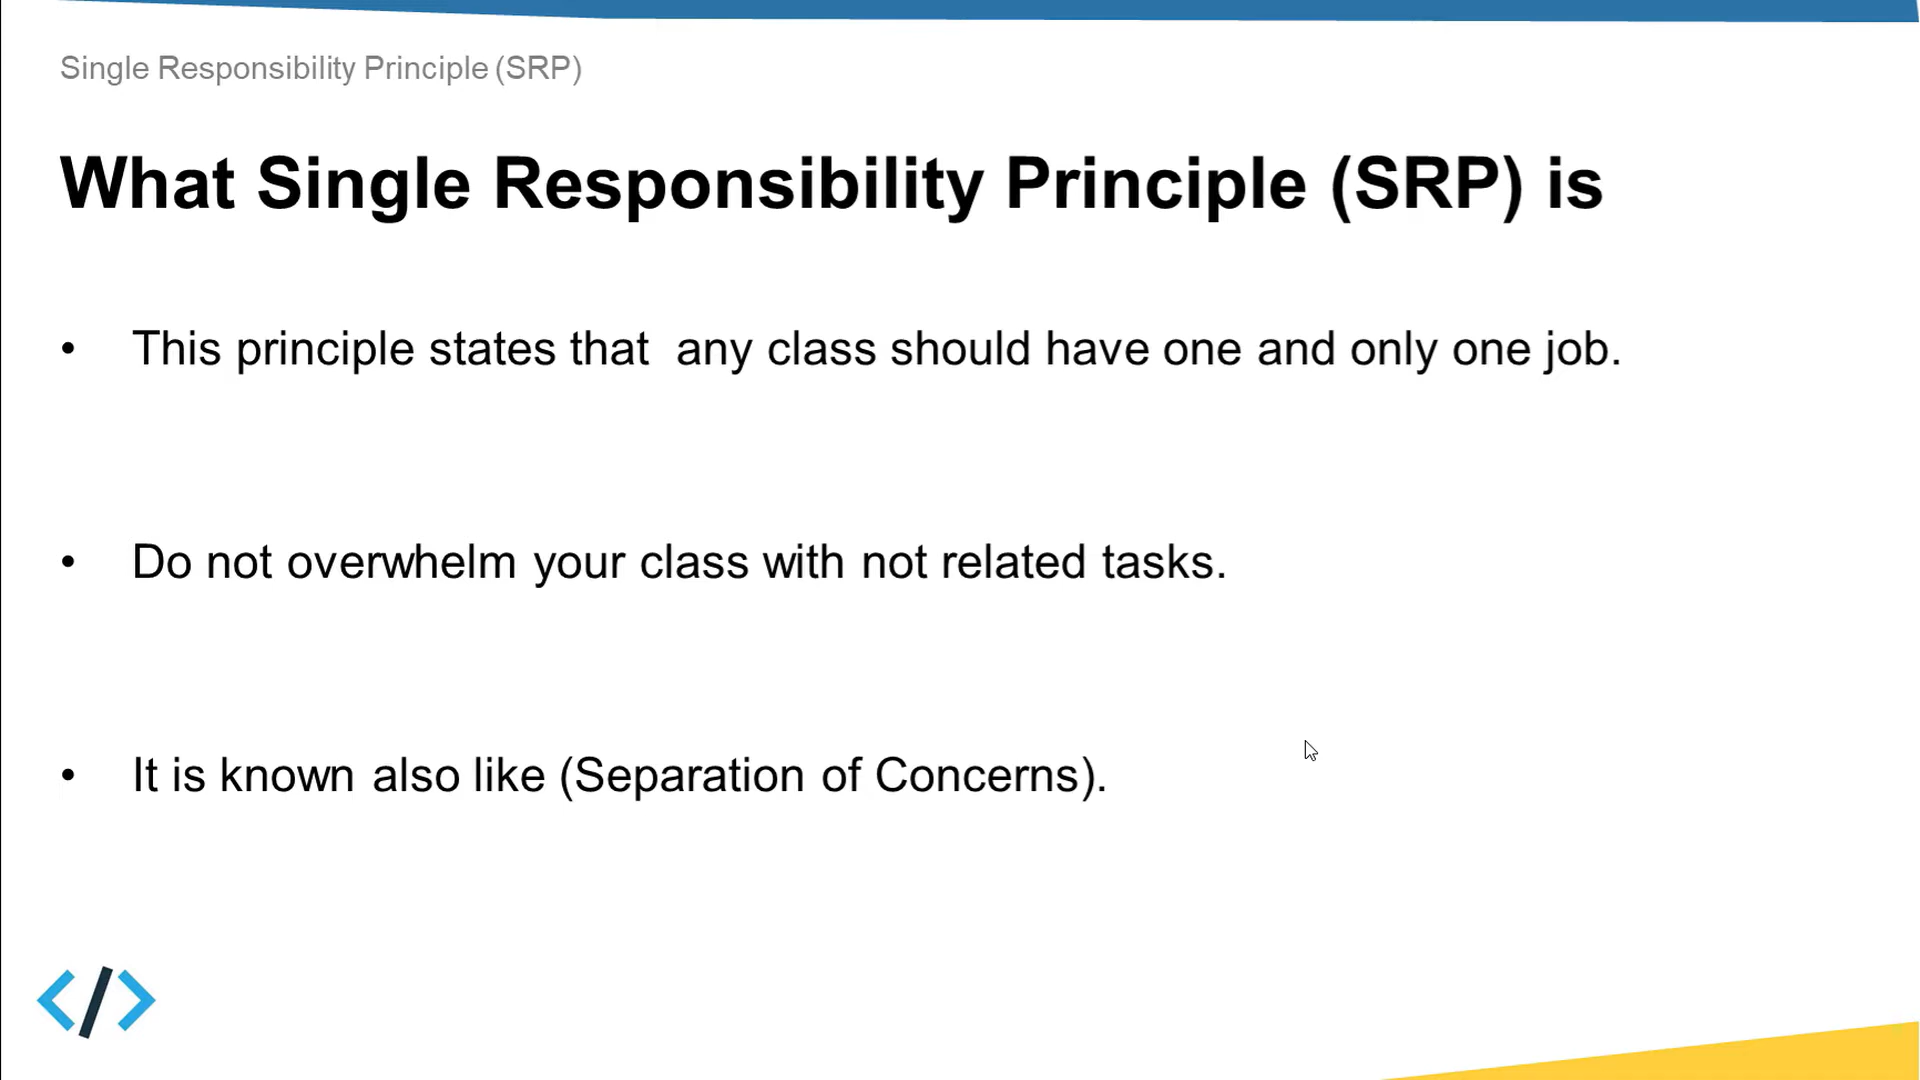 Single Responsibility Principle (SRP)
What Single Responsibility Principle (SRP) is
• This principle states that  any class should have one and only one job.
• Do not overwhelm your class with not related tasks.
• It is known also like (Separation of Concerns).